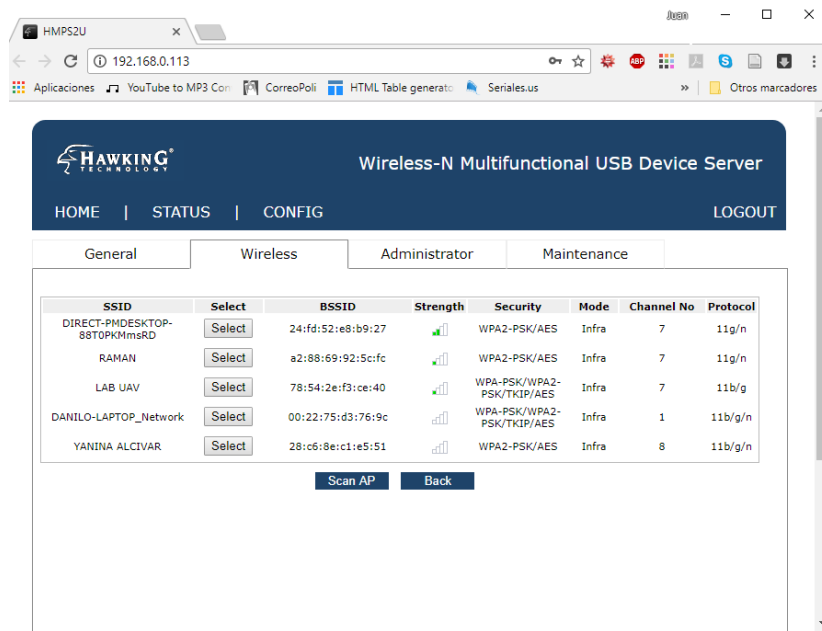 Juan
HMPS2U
192.168.0.113
ABP
Aplicaciones YouTube to MP3 Con CorreoPoli HTML Table generato Seriales.us » Otros marcadores
HAWKING®
TECHNOLOGY
Wireless-N Multifunctional USB Device Server
HOME | STATUS | CONFIG LOGOUT
General Wireless Administrator Maintenance
SSID Select BSSID Strength Security Mode Channel No Protocol
DIRECT-PMDESKTOP-
88T0PKMmsRD Select 24:fd:52:e8:b9:27 WPA2-PSK/AES Infra 7 11g/n
RAMAN Select a2:88:69:92:5c:fc WPA2-PSK/AES Infra 7 11g/n
LAB UAV Select 78:54:2e:f3:ce:40 WPA-PSK/WPA2-
PSK/TKIP/AES Infra 7 11b/g
DANILO-LAPTOP_Network Select 00:22:75:d3:76:9c WPA-PSK/WPA2-
PSK/TKIP/AES Infra 1 11b/g/n
YANINA ALCIVAR Select 28:c6:8e:c1:e5:51 WPA2-PSK/AES Infra 8 11b/g/n
Scan AP Back